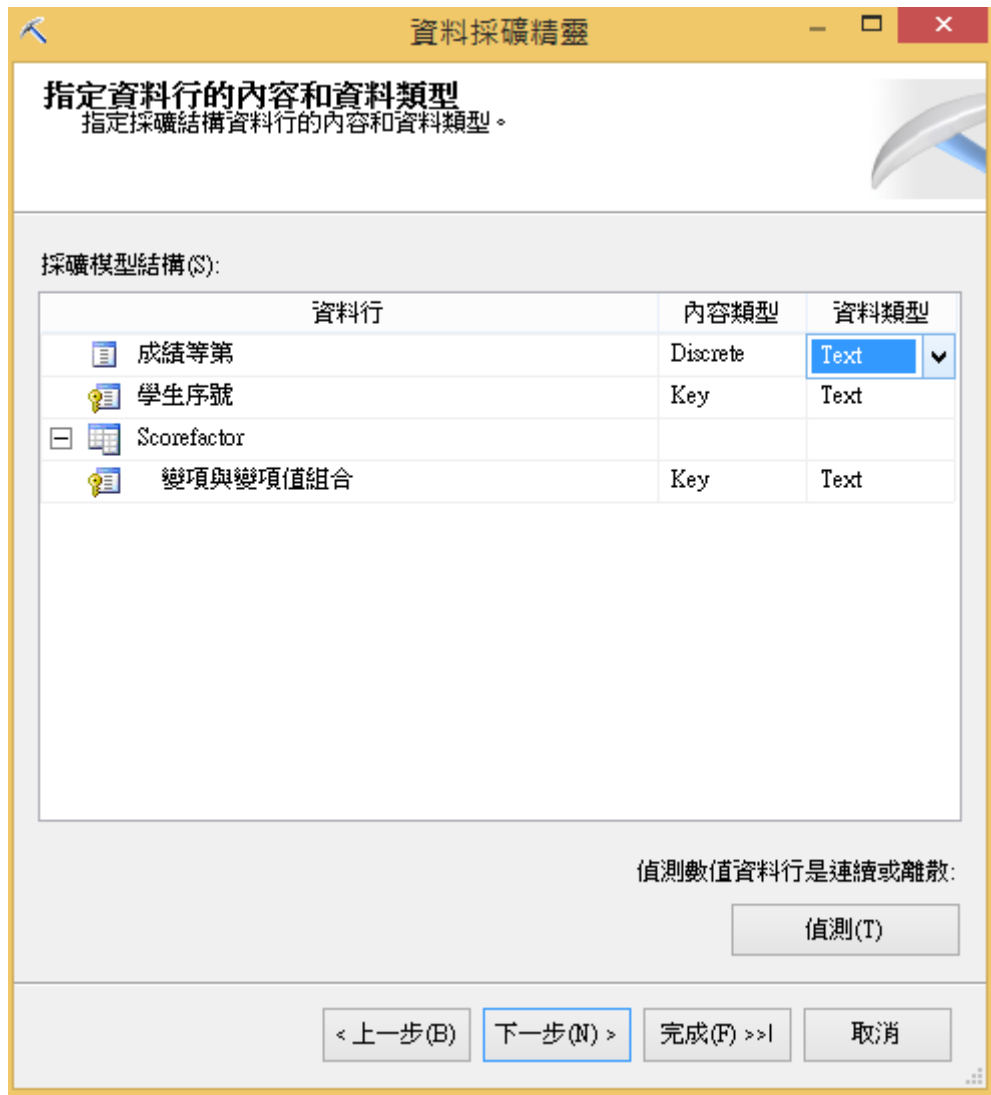 資料採礦精靈
指定資料行的內容和資料類型
指定採礦結構資料行的內容和資料類型。
採礦模型結構(S):
資料行 內容類型 資料類型
成績等第 Discrete Text
學生序號 Key Text
Scorefactor
變項與變項值組合 Key Text
偵測數值資料行是連續或離散:
偵測(T)
<上一步(B) 下一步(N) > 完成(F) >>| 取消